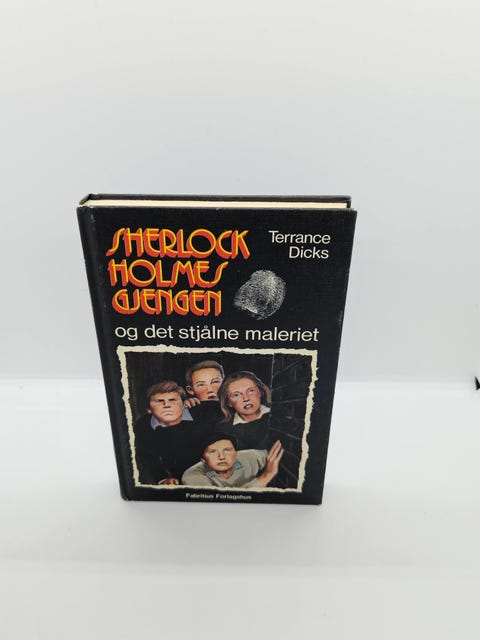 SHERLOCK
HOLMES
GJENGEN
Terrance
Dicks
og det stjålne maleriet
Fabritius Forlagshus